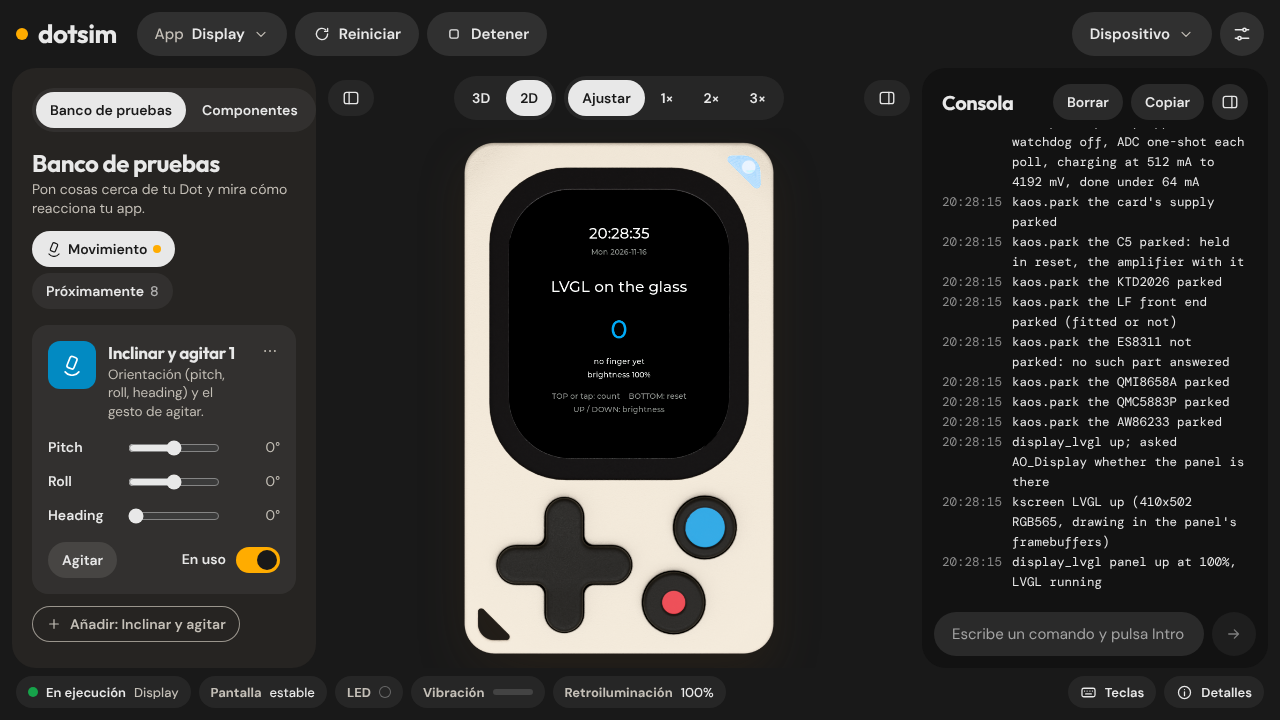 dotsim
App Display
Reiniciar
Detener
Dispositivo
Banco de pruebas
Componentes
3D
2D
Ajustar
1×
2×
3×
Consola
Borrar
Copiar
Banco de pruebas
Pon cosas cerca de tu Dot y mira cómo
reacciona tu app.
Movimiento
Próximamente 8
Inclinar y agitar 1
Orientación (pitch,
roll, heading) y el
gesto de agitar.
Pitch 0°
Roll 0°
Heading 0°
Agitar
En uso
Añadir: Inclinar y agitar
20:28:35
Mon 2026-11-16
LVGL on the glass
0
no finger yet
brightness 100%
TOP or tap: count BOTTOM: reset
UP / DOWN: brightness
watchdog off, ADC one-shot each
poll, charging at 512 mA to
4192 mV, done under 64 mA
20:28:15 kaos.park the card's supply
parked
20:28:15 kaos.park the C5 parked: held
in reset, the amplifier with it
20:28:15 kaos.park the KTD2026 parked
20:28:15 kaos.park the LF front end
parked (fitted or not)
20:28:15 kaos.park the ES8311 not
parked: no such part answered
20:28:15 kaos.park the QMI8658A parked
20:28:15 kaos.park the QMC5883P parked
20:28:15 kaos.park the AW86233 parked
20:28:15 display_lvgl up; asked
AO_Display whether the panel is
there
20:28:15 kscreen LVGL up (410x502
RGB565, drawing in the panel's
framebuffers)
20:28:15 display_lvgl panel up at 100%,
LVGL running
Escribe un comando y pulsa Intro
En ejecución Display
Pantalla estable
LED
Vibración
Retroiluminación 100%
Teclas
Detalles